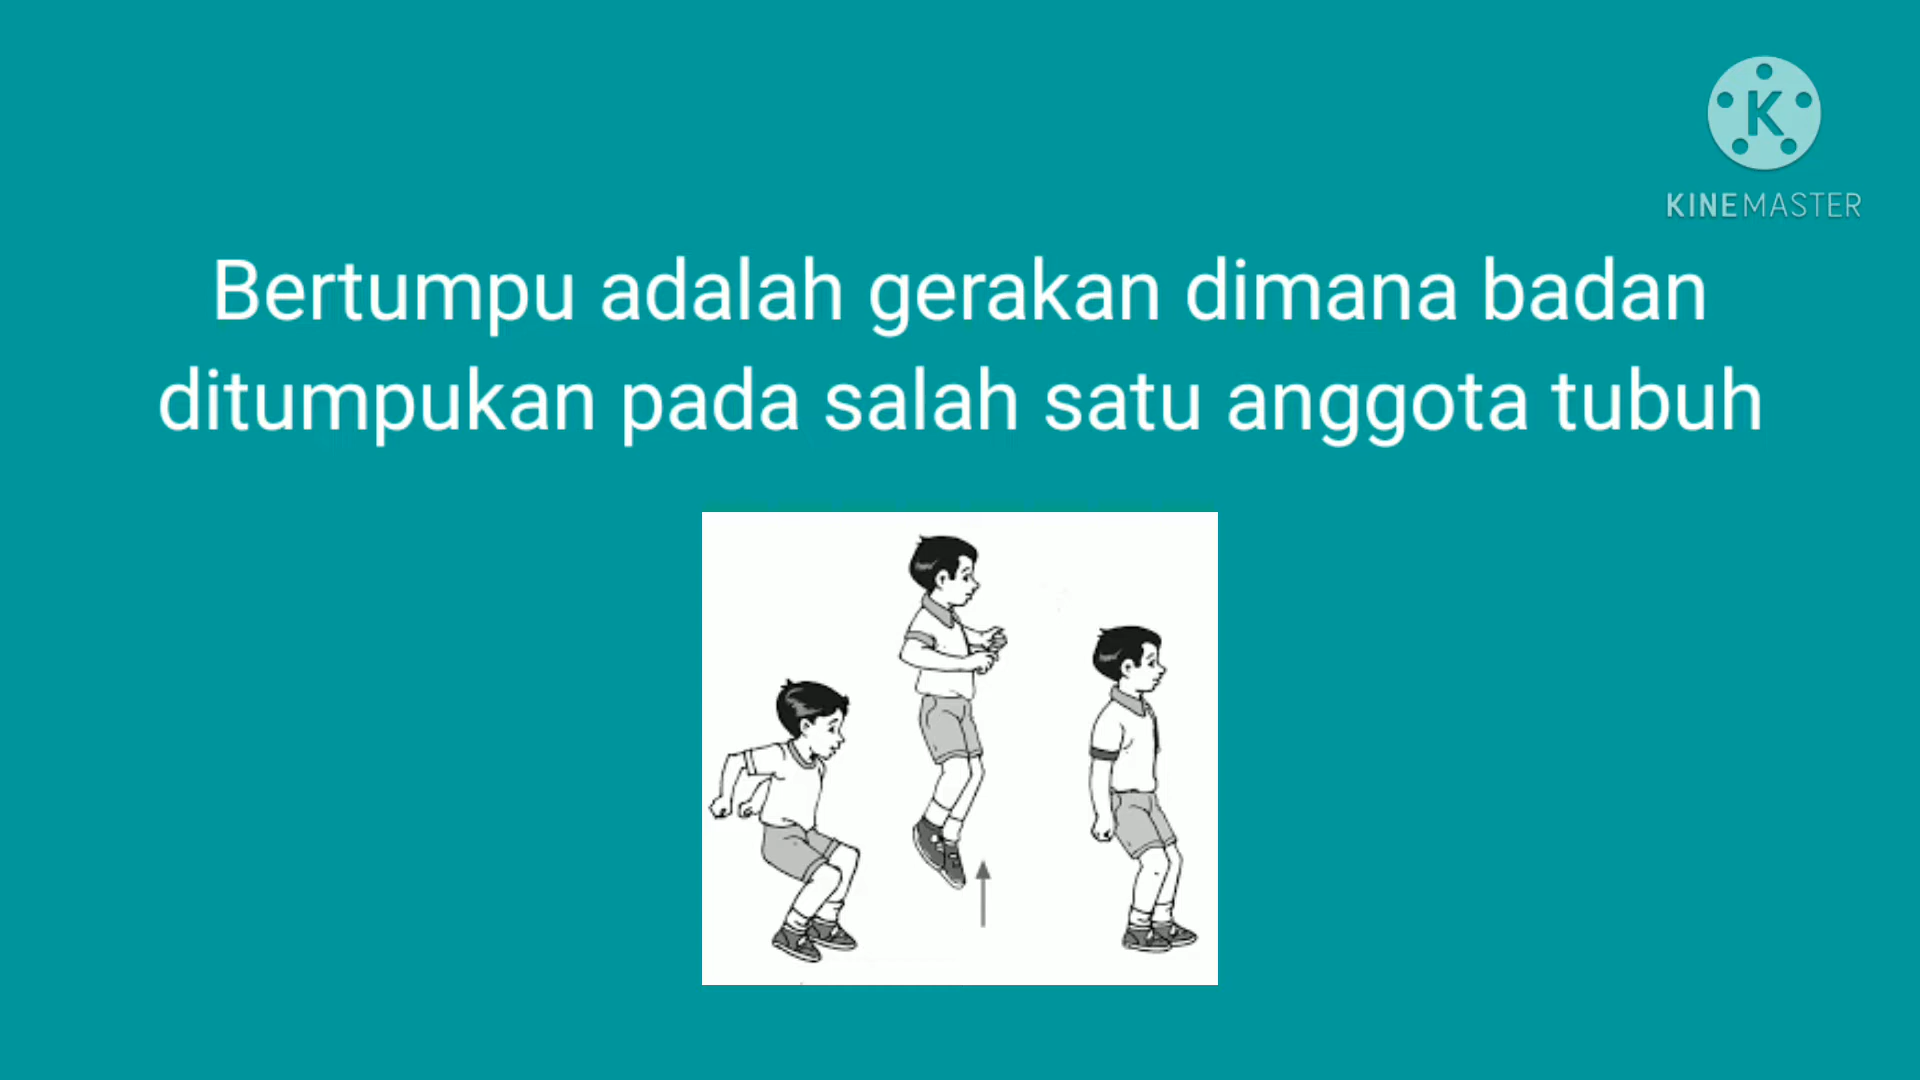 K
KINEMASTER
Bertumpu adalah gerakan dimana badan
ditumpukan pada salah satu anggota tubuh